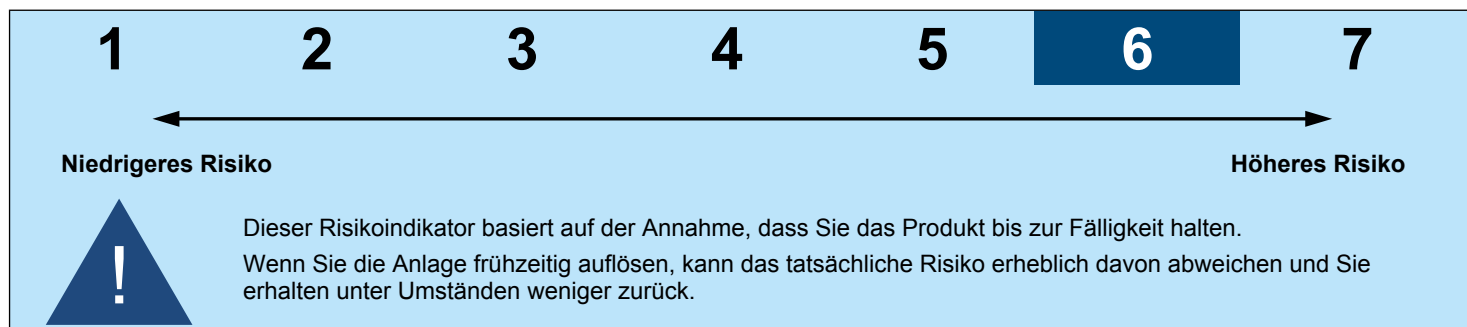 1 2 3 4 5 6 7
Niedrigeres Risiko Höheres Risiko
!
Dieser Risikoindikator basiert auf der Annahme, dass Sie das Produkt bis zur Fälligkeit halten.
Wenn Sie die Anlage frühzeitig auflösen, kann das tatsächliche Risiko erheblich davon abweichen und Sie
erhalten unter Umständen weniger zurück.